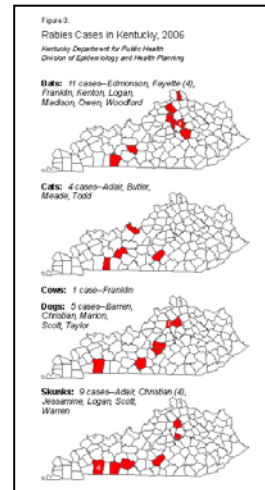 Figure 3.
Rabies Cases in Kentucky, 2006
Kentucky Department for Public Health
Division of Epidemiology and Health Planning
Bats: 11 cases--Edmonson, Fayette (4),
Franklin, Kenton, Logan,
Madison, Owen, Woodford
Cats: 4 cases--Adair, Butler,
Meade, Todd
Cows: 1 case--Franklin
Dogs: 5 cases--Barren,
Christian, Marion,
Scott, Taylor
Skunks: 9 cases--Adair, Christian (4),
Jessamine, Logan, Scott,
Warren